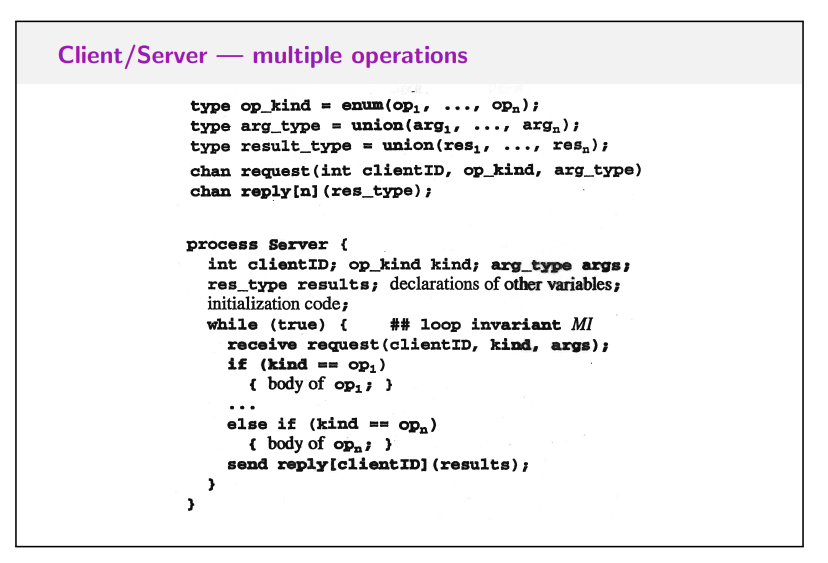 Client/Server — multiple operations
type op_kind = enum(op₁, ..., opₙ);
type arg_type = union(arg₁, ..., argₙ);
type result_type = union(res₁, ..., resₙ);
chan request(int clientID, op_kind, arg_type)
chan reply[n](res_type);
process Server {
int clientID; op_kind kind; arg_type args;
res_type results; declarations of other variables;
initialization code;
while (true) { ## loop invariant MI
receive request(clientID, kind, args);
if (kind == op₁)
{ body of op₁; }
...
else if (kind == opₙ)
{ body of opₙ; }
send reply[clientID](results);
}
}